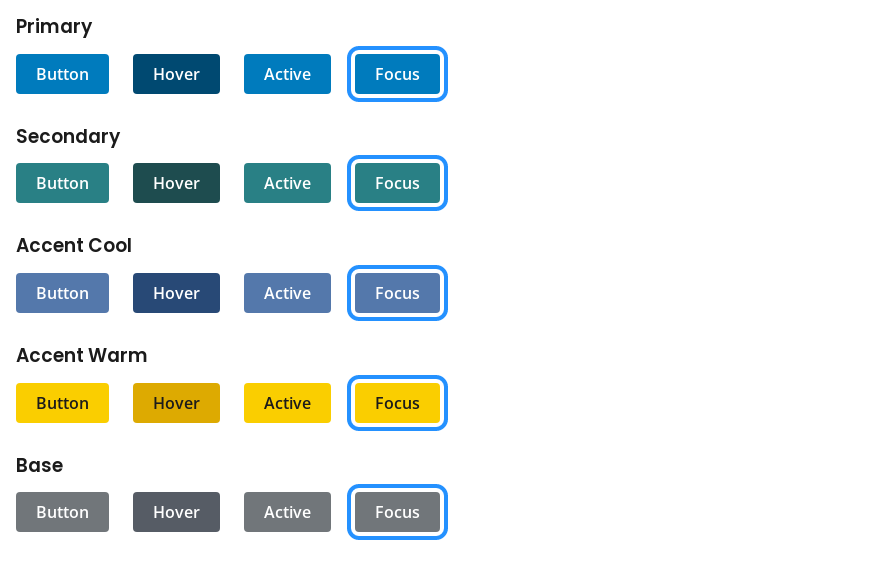 Primary
Button Hover Active Focus
Secondary
Button Hover Active Focus
Accent Cool
Button Hover Active Focus
Accent Warm
Button Hover Active Focus
Base
Button Hover Active Focus